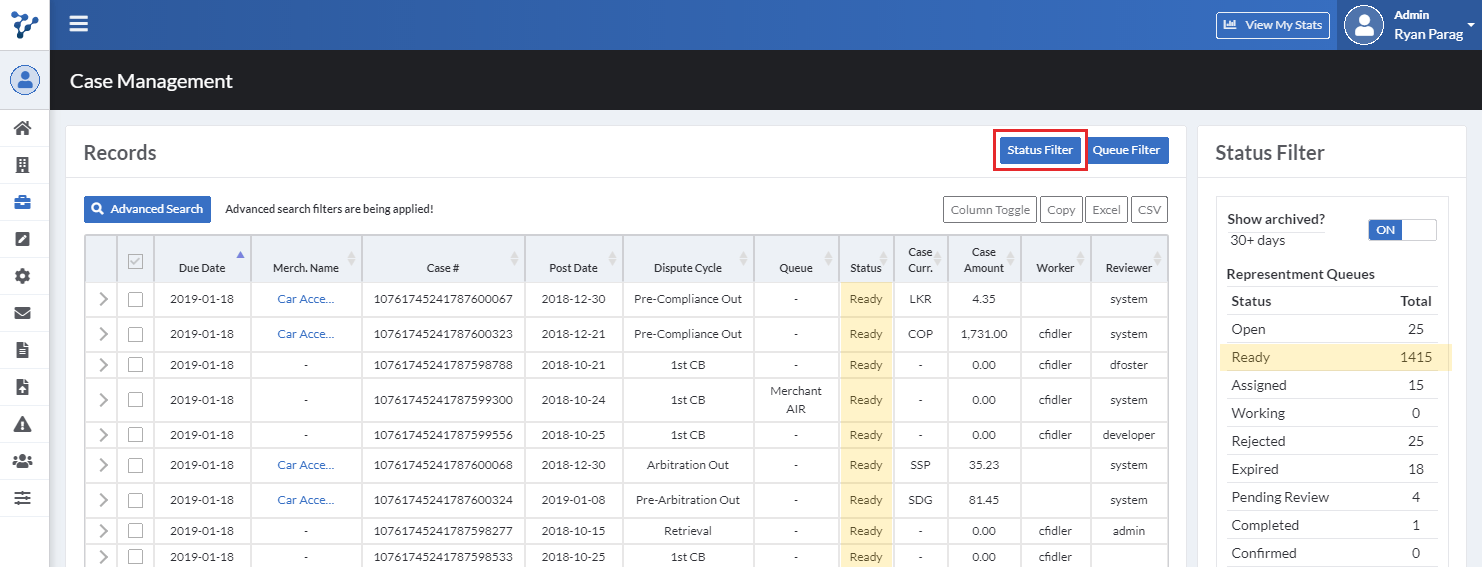 View My Stats
Admin
Ryan Parag
Case Management
Records
Status Filter Queue Filter
Advanced Search Advanced search filters are being applied!
Column Toggle Copy Excel CSV
Due Date Merch. Name Case # Post Date Dispute Cycle Queue Status Case Curr. Case Amount Worker Reviewer
2019-01-18 Car Acce... 10761745241787600067 2018-12-30 Pre-Compliance Out - Ready LKR 4.35 system
2019-01-18 Car Acce... 10761745241787600323 2018-12-21 Pre-Compliance Out - Ready COP 1,731.00 cfidler system
2019-01-18 - 10761745241787598788 2018-10-21 1st CB - Ready - 0.00 cfidler dfoster
2019-01-18 - 10761745241787599300 2018-10-24 1st CB Merchant AIR Ready - 0.00 cfidler system
2019-01-18 - 10761745241787599556 2018-10-25 1st CB - Ready - 0.00 cfidler developer
2019-01-18 Car Acce... 10761745241787600068 2018-12-30 Arbitration Out - Ready SSP 35.23 system
2019-01-18 Car Acce... 10761745241787600324 2019-01-08 Pre-Arbitration Out - Ready SDG 81.45 system
2019-01-18 - 10761745241787598277 2018-10-15 Retrieval - Ready - 0.00 cfidler admin
2019-01-18 - 10761745241787598533 2018-10-25 1st CB - Ready - 0.00 cfidler
Status Filter
Show archived?
30+ days
ON
Representment Queues
Status Total
Open 25
Ready 1415
Assigned 15
Working 0
Rejected 25
Expired 18
Pending Review 4
Completed 1
Confirmed 0